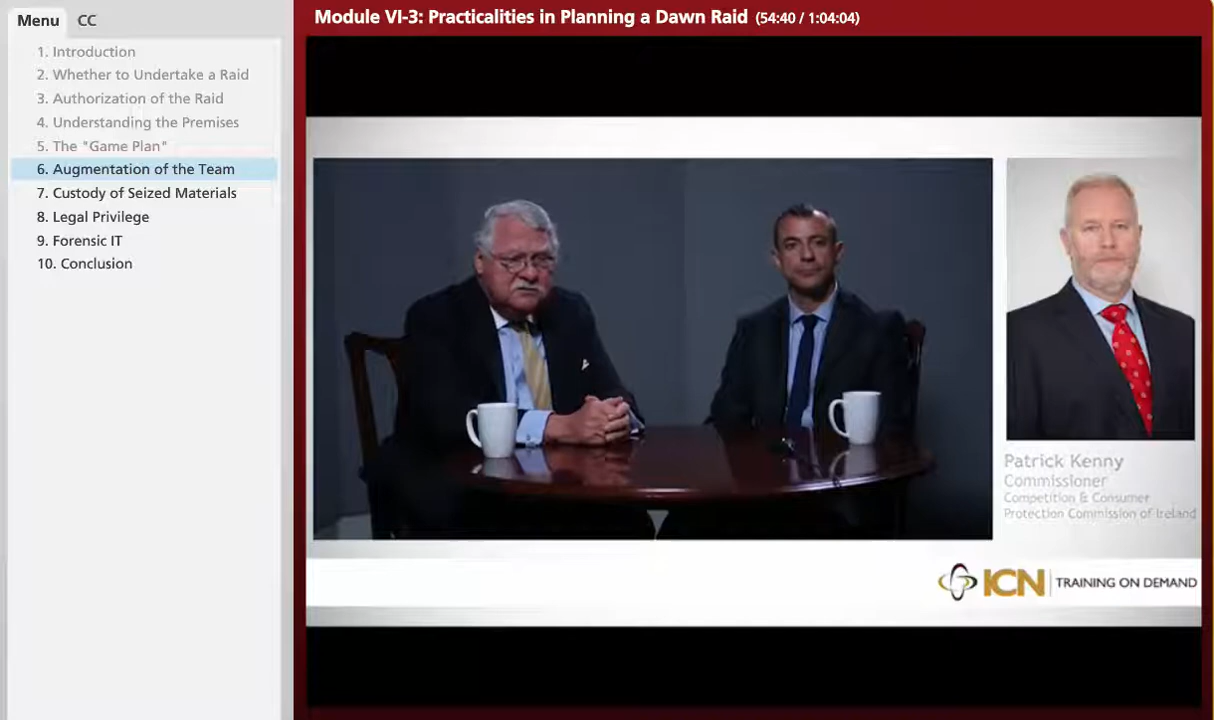 Menu
CC
Module VI-3: Practicalities in Planning a Dawn Raid (54:40 / 1:04:04)
1. Introduction
2. Whether to Undertake a Raid
3. Authorization of the Raid
4. Understanding the Premises
5. The "Game Plan"
6. Augmentation of the Team
7. Custody of Seized Materials
8. Legal Privilege
9. Forensic IT
10. Conclusion
Patrick Kenny
Commissioner
Competition & Consumer
Protection Commission of Ireland
ICN | TRAINING ON DEMAND